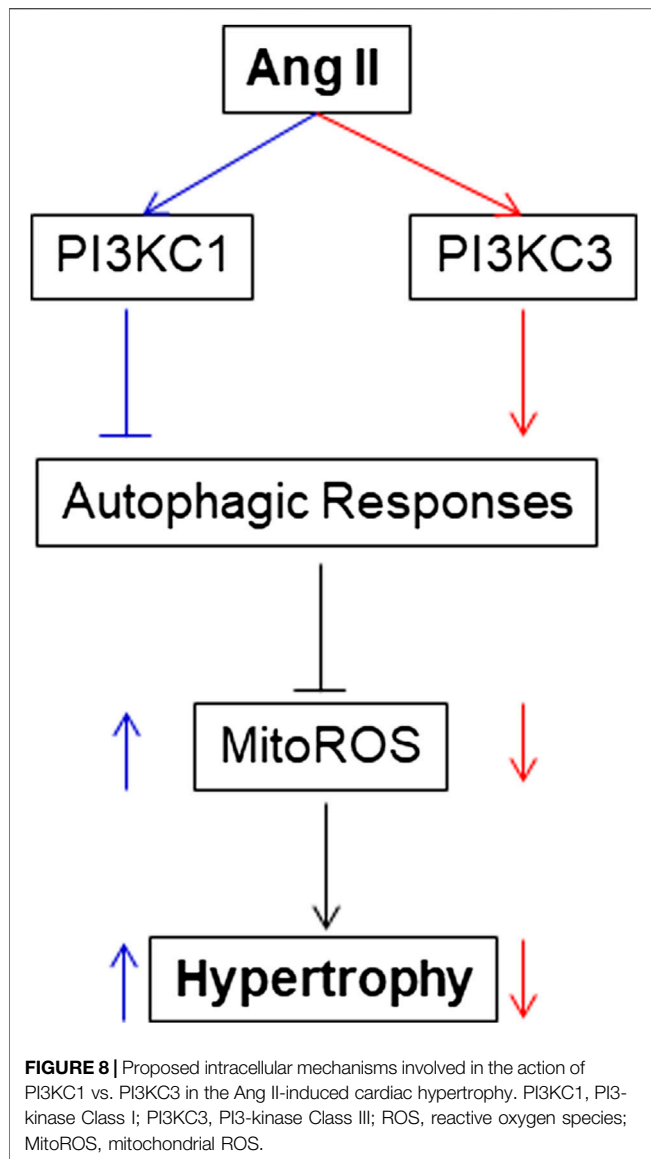 Ang II
PI3KC1
PI3KC3
Autophagic Responses
MitoROS
Hypertrophy
FIGURE 8 | Proposed intracellular mechanisms involved in the action of
PI3KC1 vs. PI3KC3 in the Ang II-induced cardiac hypertrophy. PI3KC1, PI3-
kinase Class I; PI3KC3, PI3-kinase Class III; ROS, reactive oxygen species;
MitoROS, mitochondrial ROS.